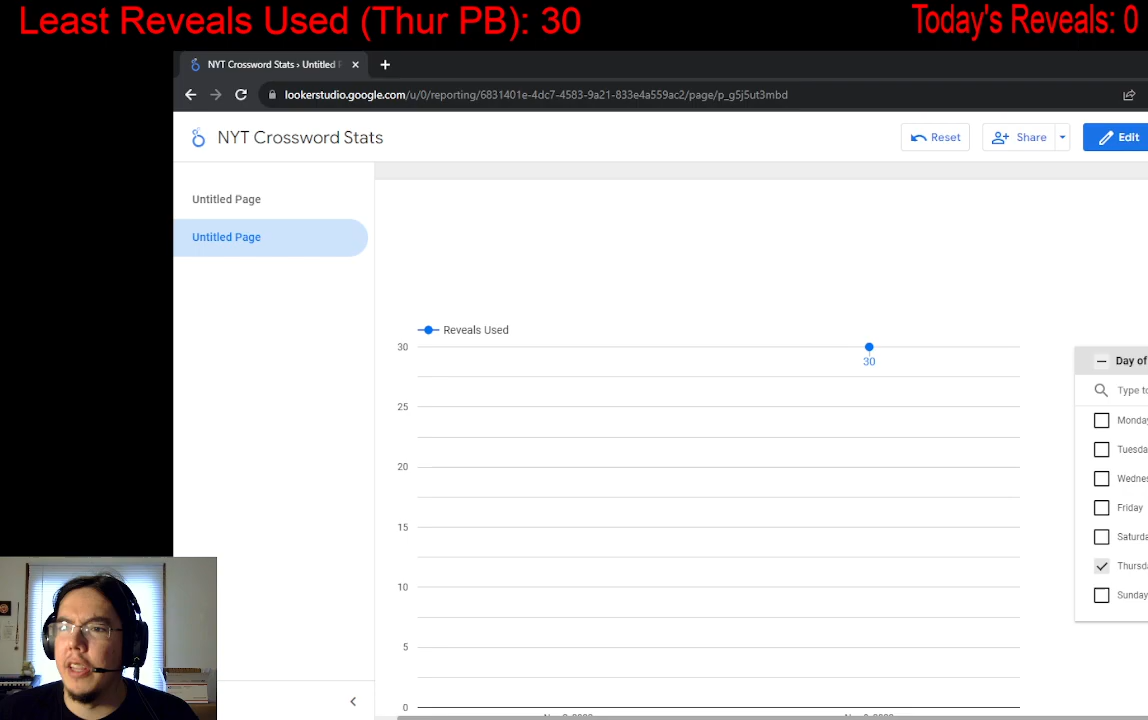 Least Reveals Used (Thur PB): 30
Today's Reveals: 0
NYT Crossword Stats › Untitled
lookerstudio.google.com/u/0/reporting/6831401e-4dc7-4583-9a21-833e4a559ac2/page/p_g5j5ut3mbd
NYT Crossword Stats
Reset
Share
Edit
Untitled Page
Untitled Page
Reveals Used
30
30
25
20
15
10
5
0
Day of
Type to
Monday
Tuesda
Wednes
Friday
Saturda
Thursda
Sunday